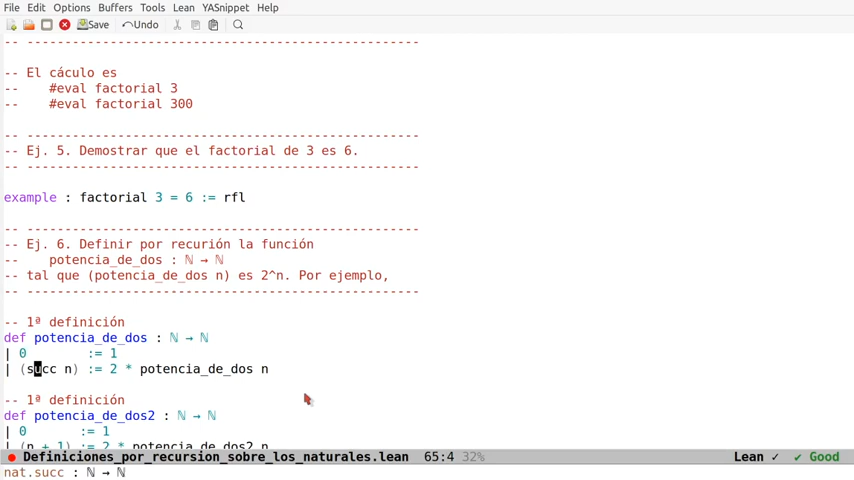 File Edit Options Buffers Tools Lean YASnippet Help
Save Undo
-- ----------------------------------------------------
-- El cáculo es
--    #eval factorial 3
--    #eval factorial 300
-- ----------------------------------------------------
-- Ej. 5. Demostrar que el factorial de 3 es 6.
-- ----------------------------------------------------
example : factorial 3 = 6 := rfl
-- ----------------------------------------------------
-- Ej. 6. Definir por recurión la función
--    potencia_de_dos : ℕ → ℕ
-- tal que (potencia_de_dos n) es 2^n. Por ejemplo,
-- ----------------------------------------------------
-- 1ª definición
def potencia_de_dos : ℕ → ℕ
| 0        := 1
| (succ n) := 2 * potencia_de_dos n
-- 1ª definición
def potencia_de_dos2 : ℕ → ℕ
| 0       := 1
| (n + 1) := 2 * potencia_de_dos2 n
Definiciones_por_recursion_sobre_los_naturales.lean 65:4 32% Lean ✓ ✔ Good
nat.succ : ℕ → ℕ